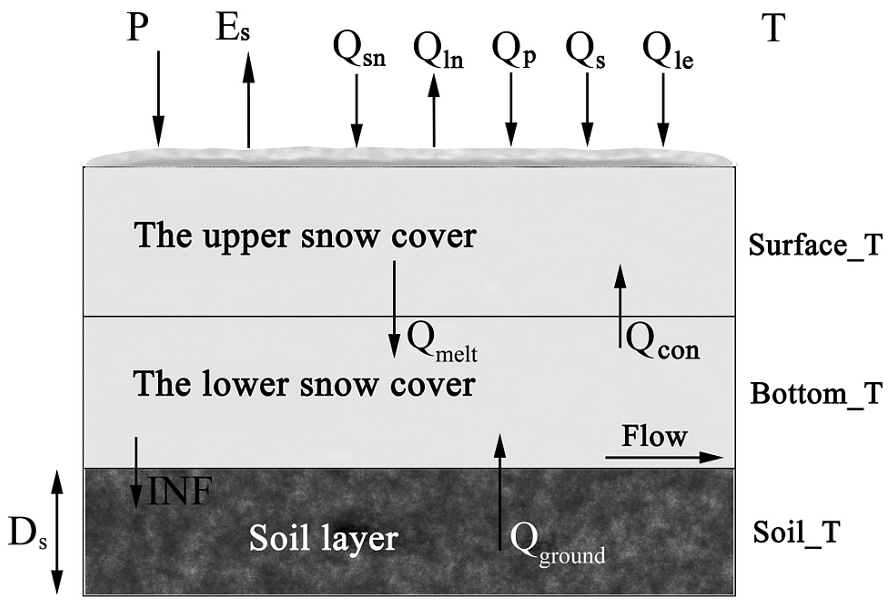 P
Es
Qsn
Qln
Qp
Qs
Qle
T
The upper snow cover
Surface_T
Qmelt
Qcon
The lower snow cover
Bottom_T
Flow
INF
Ds
Soil layer
Qground
Soil_T